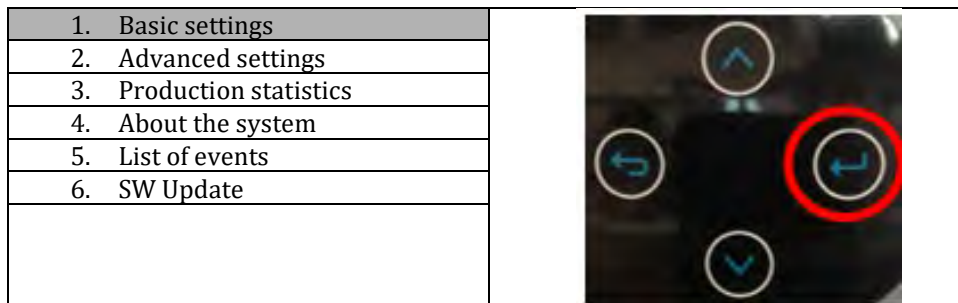 1. Basic settings
2. Advanced settings
3. Production statistics
4. About the system
5. List of events
6. SW Update